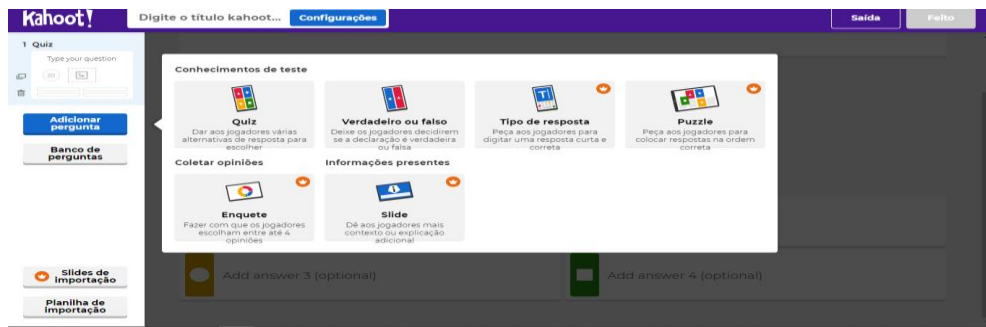 Kahoot!
Digite o título kahoot...
Configurações
Saída
Feito
1 Quiz
Type your question
Adicionar
pergunta
Banco de
perguntas
Slides de
importação
Planilha de
importação
Conhecimentos de teste
Quiz
Dar aos jogadores várias
alternativas de resposta para
escolher
Verdadeiro ou falso
Deixe os jogadores decidirem
se a declaração é verdadeira
ou falsa
Tipo de resposta
Peça aos jogadores para
digitar uma resposta curta e
correta
Puzzle
Peça aos jogadores para
colocar respostas na ordem
correta
Coletar opiniões
Informações presentes
Enquete
Fazer com que os jogadores
escolham entre até 4
opiniões
Slide
Dê aos jogadores mais
contexto ou explicação
adicional
Add answer 3 (optional)
Add answer 4 (optional)